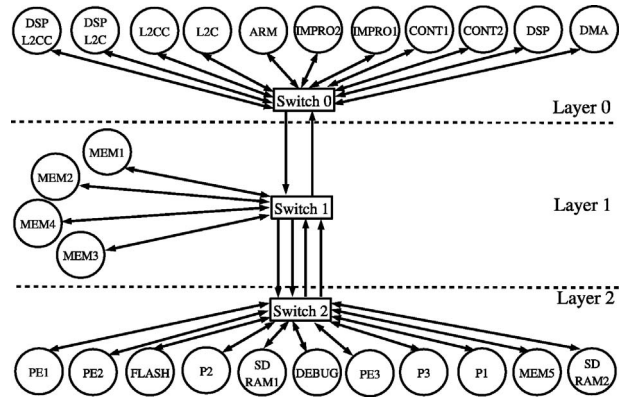 DSP
L2CC
DSP
L2C
L2CC
L2C
ARM
IMPRO2
IMPRO1
CONT1
CONT2
DSP
DMA
Switch 0
Layer 0
MEM1
MEM2
MEM4
MEM3
Switch 1
Layer 1
Layer 2
Switch 2
PE1
PE2
FLASH
P2
SD
RAM1
DEBUG
PE3
P3
P1
MEM5
SD
RAM2